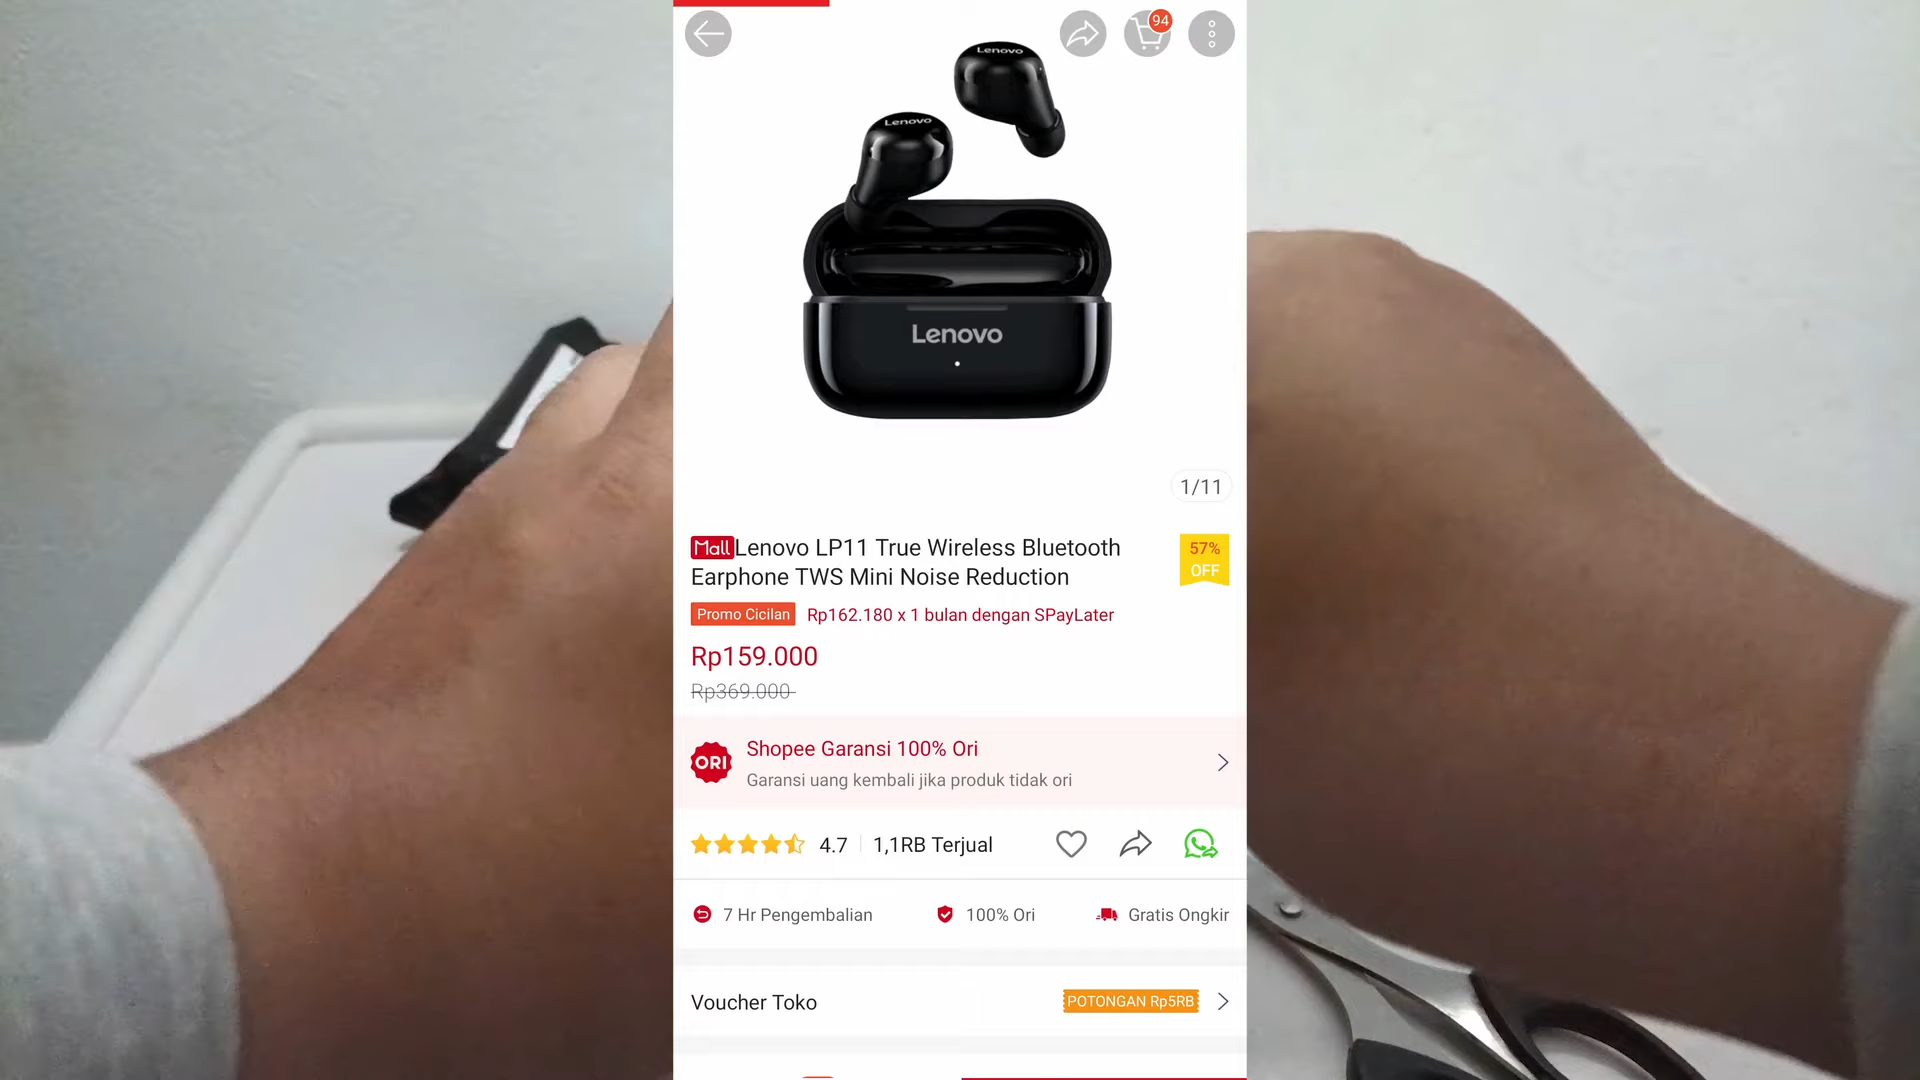 94
Lenovo
Lenovo
Lenovo
1/11
Mall Lenovo LP11 True Wireless Bluetooth
Earphone TWS Mini Noise Reduction
57%
OFF
Promo Cicilan Rp162.180 x 1 bulan dengan SPayLater
Rp159.000
Rp369.000
ORI
Shopee Garansi 100% Ori
Garansi uang kembali jika produk tidak ori
4.7 1,1RB Terjual
7 Hr Pengembalian 100% Ori Gratis Ongkir
Voucher Toko POTONGAN Rp5RB